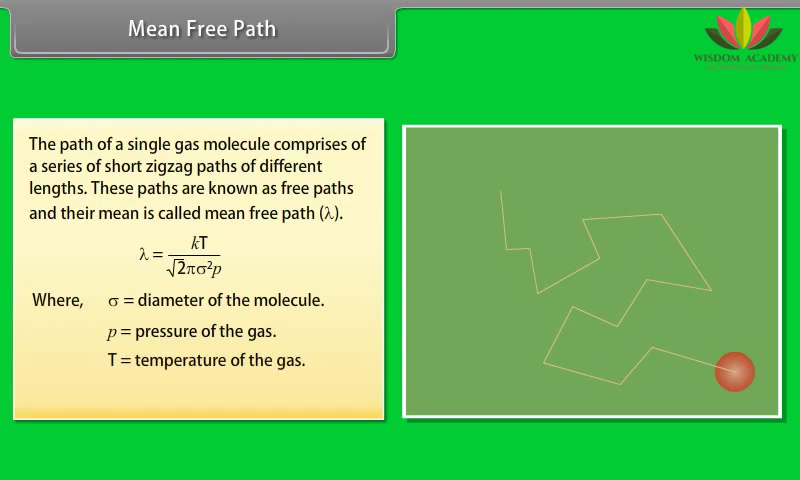 Mean Free Path
WISDOM ACADEMY
The path of a single gas molecule comprises of
a series of short zigzag paths of different
lengths. These paths are known as free paths
and their mean is called mean free path (λ).
λ = kT / √2πσ²p
Where, σ = diameter of the molecule.
p = pressure of the gas.
T = temperature of the gas.